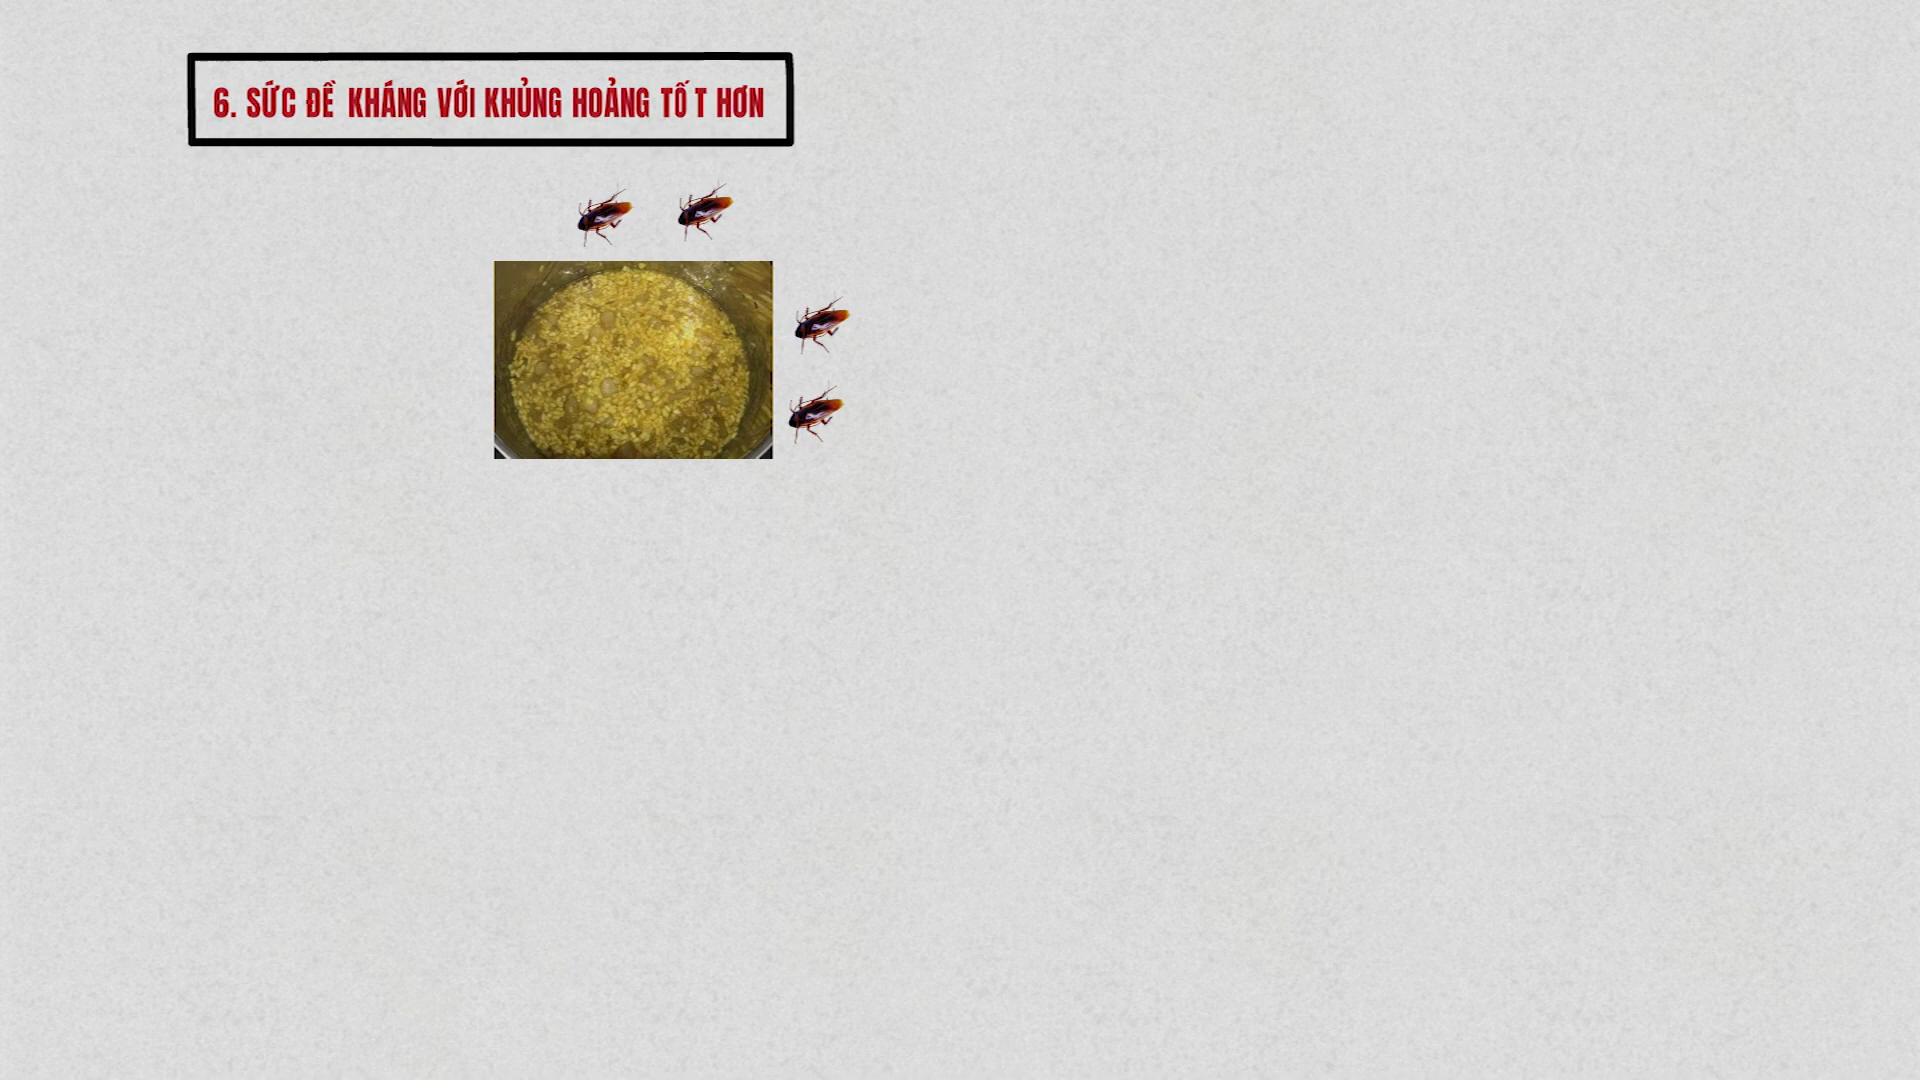 6. SỨC ĐỀ KHÁNG VỚI KHỦNG HOẢNG TỐT HƠN